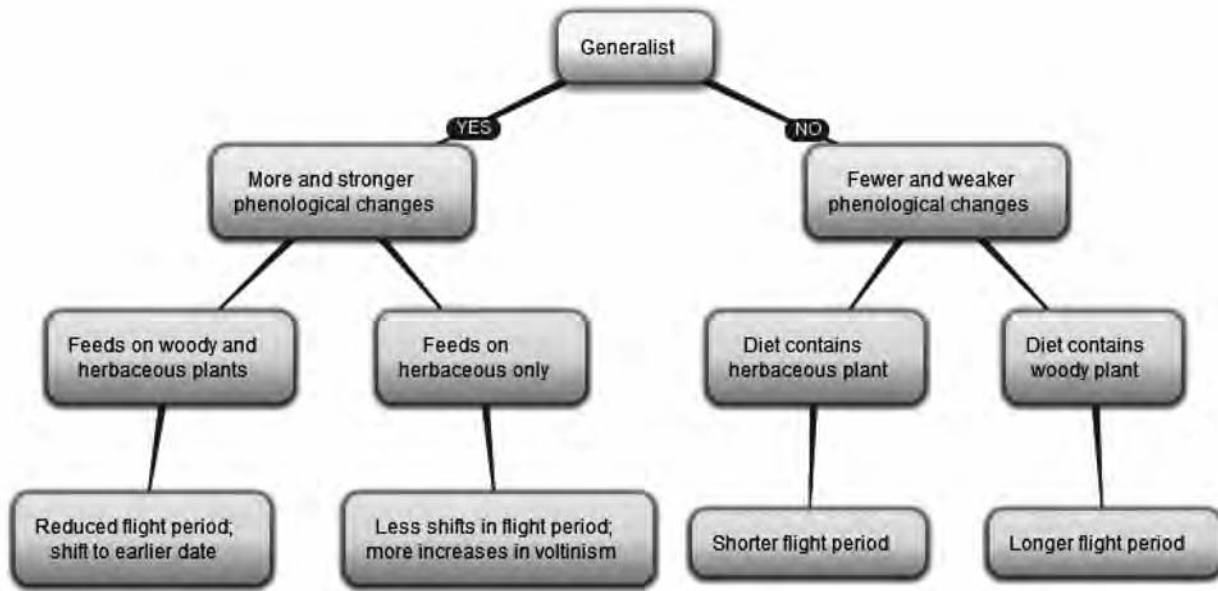 Generalist
YES
NO
More and stronger
phenological changes
Fewer and weaker
phenological changes
Feeds on woody and
herbaceous plants
Feeds on
herbaceous only
Diet contains
herbaceous plant
Diet contains
woody plant
Reduced flight period;
shift to earlier date
Less shifts in flight period;
more increases in voltinism
Shorter flight period
Longer flight period